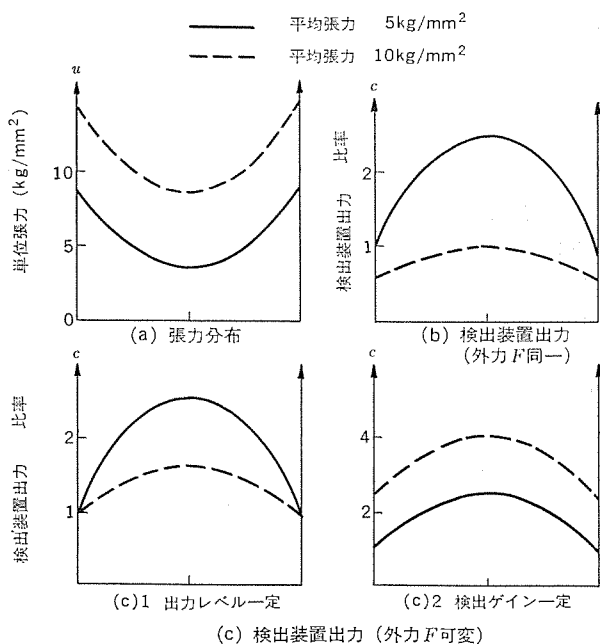 平均張力 5kg/mm²
平均張力 10kg/mm²
u
単位張力 (kg/mm²)
10
5
0
(a) 張力分布
c
検出装置出力 比率
2
1
(b) 検出装置出力
(外力F同一)
c
検出装置出力 比率
2
1
(c)1 出力レベル一定
c
4
2
(c)2 検出ゲイン一定
(c) 検出装置出力 (外力F可変)